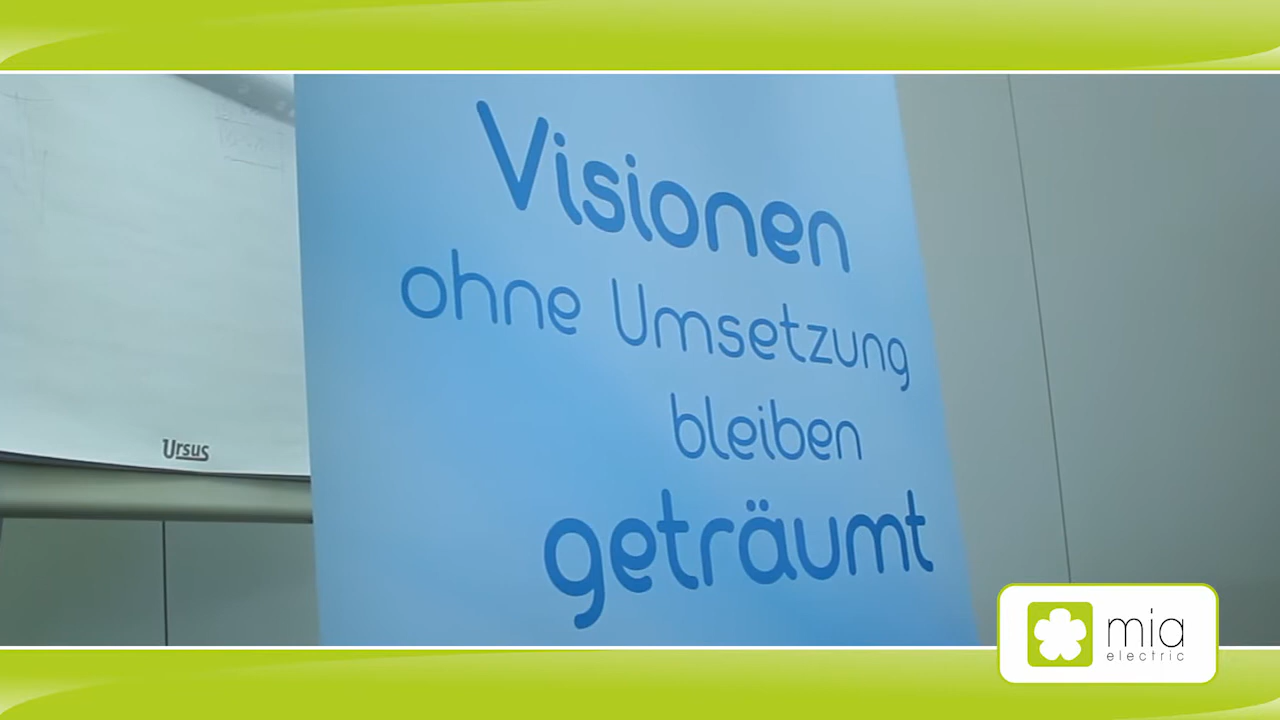 Visionen
ohne Umsetzung
bleiben
geträumt
Ursus
mia
electric